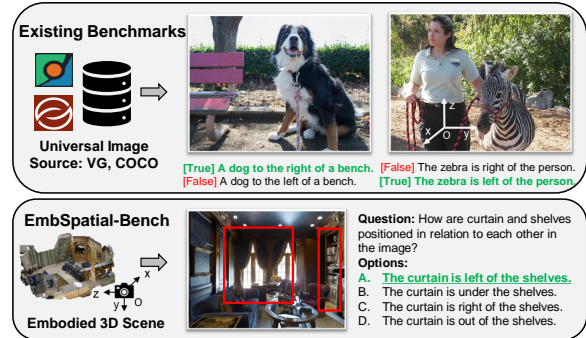 Existing Benchmarks
Universal Image
Source: VG, COCO
[True] A dog to the right of a bench.
[False] A dog to the left of a bench.
z
x
O
y
[False] The zebra is right of the person.
[True] The zebra is left of the person.
EmbSpatial-Bench
x
z
O
y
Embodied 3D Scene
Question: How are curtain and shelves
positioned in relation to each other in
the image?
Options:
A. The curtain is left of the shelves.
B. The curtain is under the shelves.
C. The curtain is right of the shelves.
D. The curtain is out of the shelves.